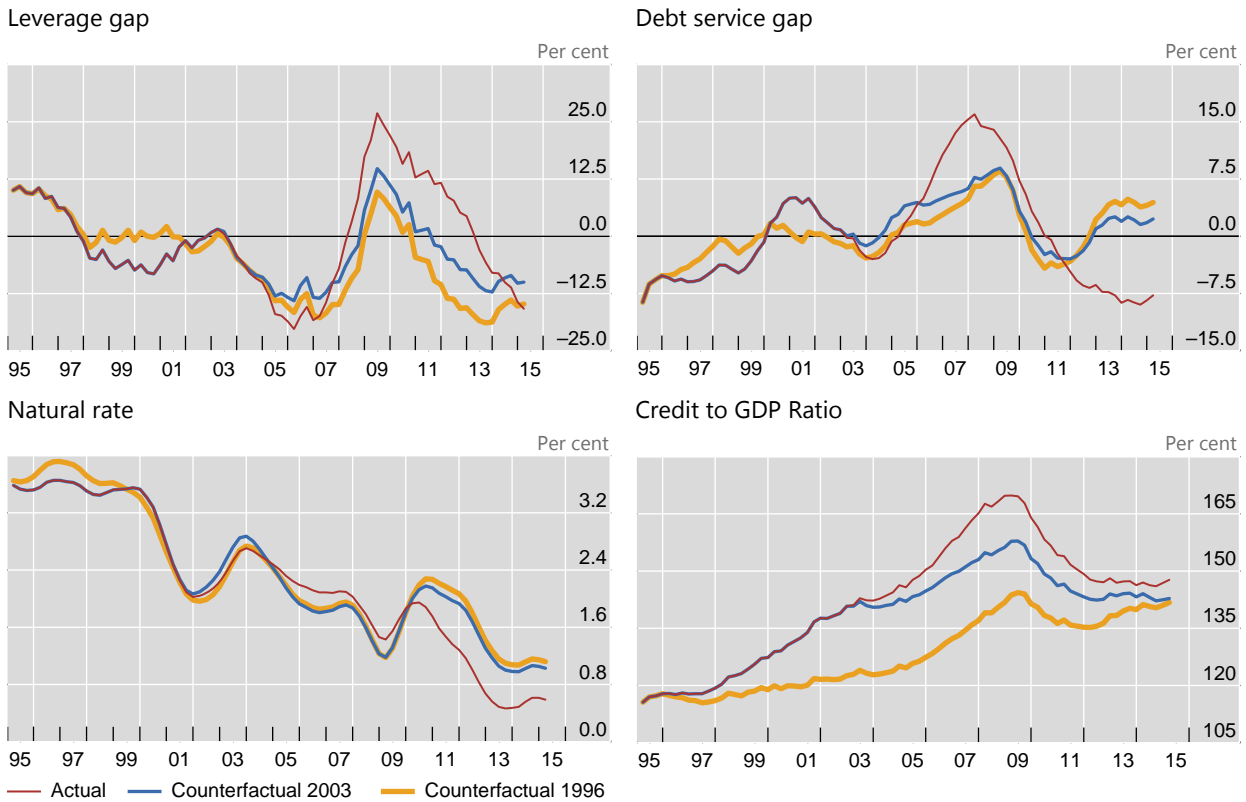 Leverage gap
Per cent
25.0
12.5
0.0
−12.5
−25.0
95 97 99 01 03 05 07 09 11 13 15
Debt service gap
Per cent
15.0
7.5
0.0
−7.5
−15.0
95 97 99 01 03 05 07 09 11 13 15
Natural rate
Per cent
3.2
2.4
1.6
0.8
0.0
95 97 99 01 03 05 07 09 11 13 15
Credit to GDP Ratio
Per cent
165
150
135
120
105
95 97 99 01 03 05 07 09 11 13 15
Actual Counterfactual 2003 Counterfactual 1996